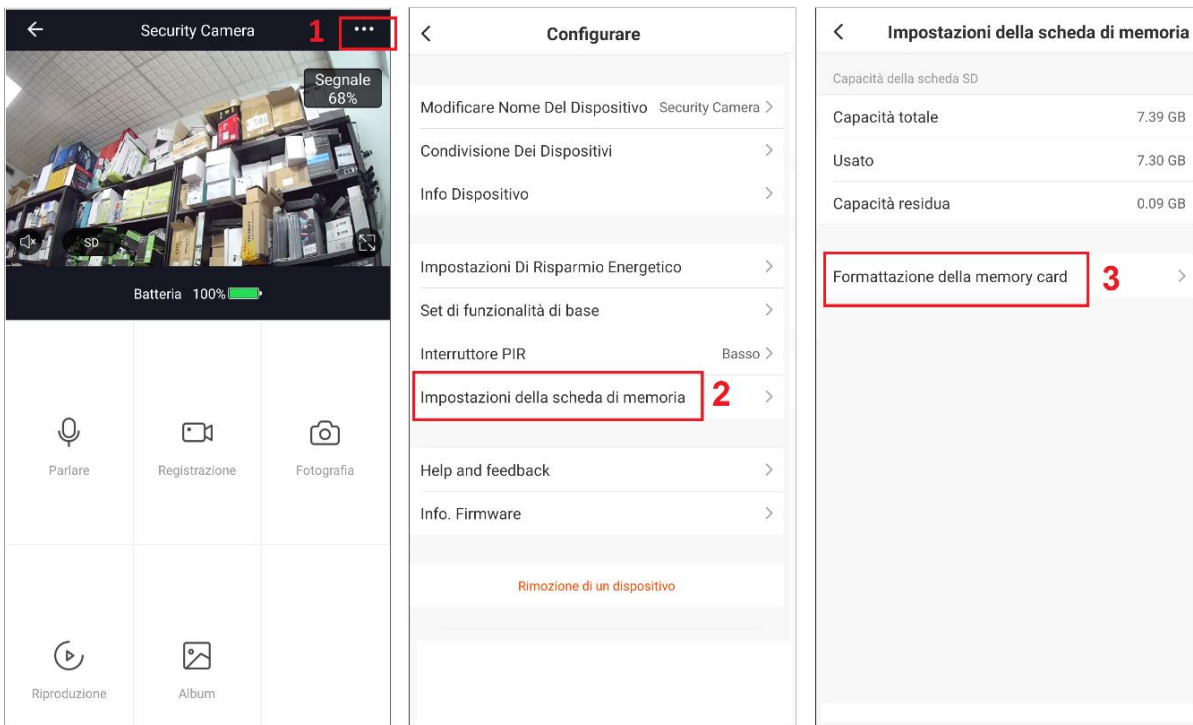 Security Camera
1
Segnale
68%
SD
Batteria 100%
Parlare
Registrazione
Fotografia
Riproduzione
Album
Configurare
Modificare Nome Del Dispositivo Security Camera
Condivisione Dei Dispositivi
Info Dispositivo
Impostazioni Di Risparmio Energetico
Set di funzionalità di base
Interruttore PIR Basso
Impostazioni della scheda di memoria 2
Help and feedback
Info. Firmware
Rimozione di un dispositivo
Impostazioni della scheda di memoria
Capacità della scheda SD
Capacità totale 7.39 GB
Usato 7.30 GB
Capacità residua 0.09 GB
Formattazione della memory card 3